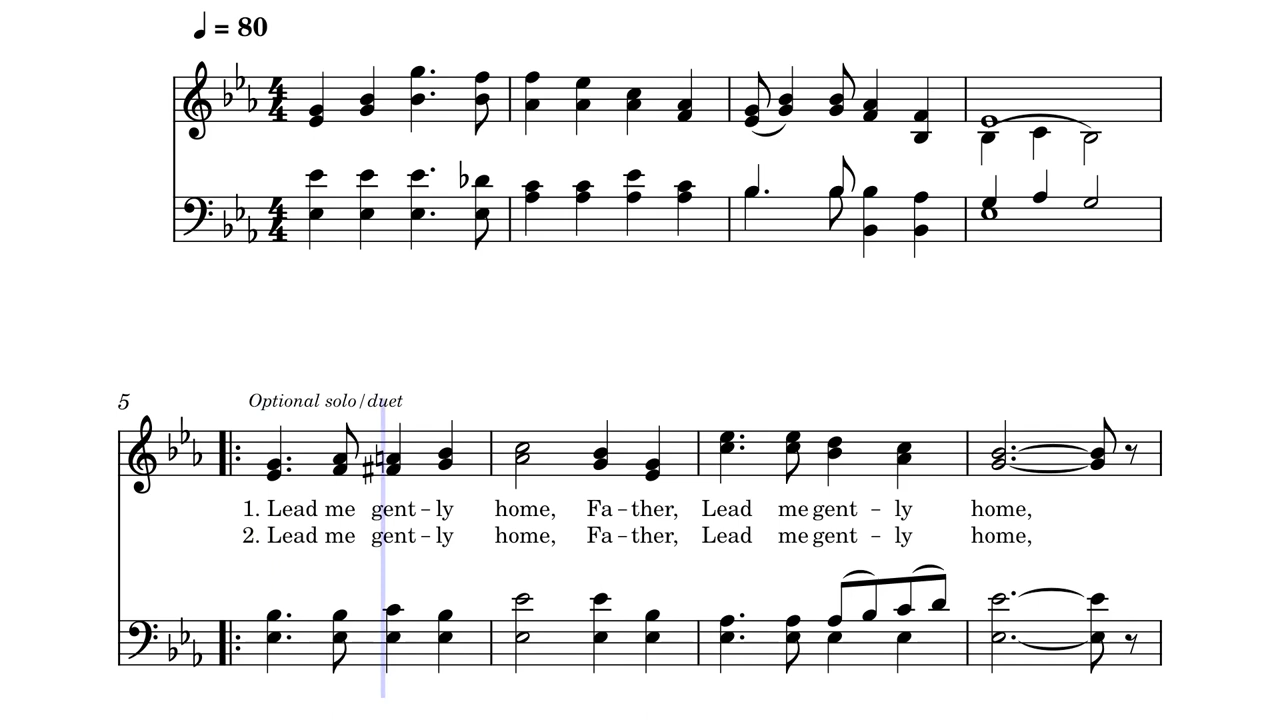 ♩ = 80
5
Optional solo/duet
1. Lead me gent – ly home, Fa – ther, Lead me gent – ly home,
2. Lead me gent – ly home, Fa – ther, Lead me gent – ly home,